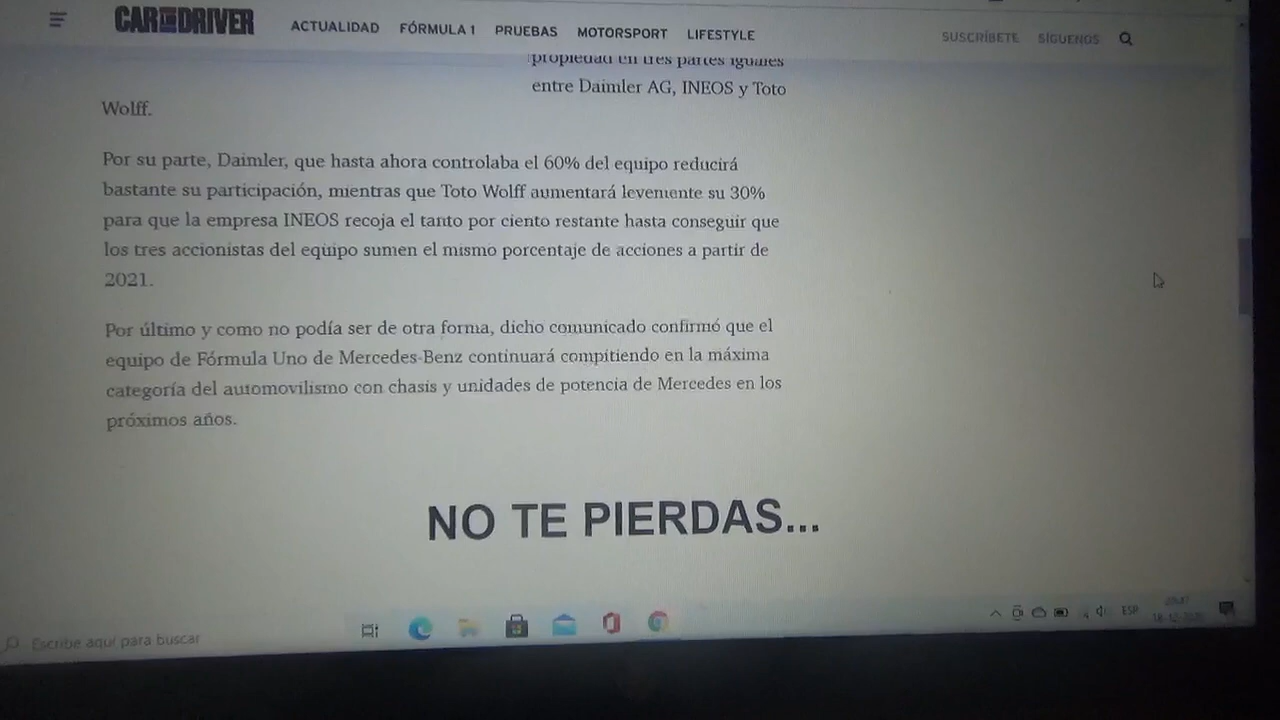 CAR AND DRIVER
ACTUALIDAD FÓRMULA 1 PRUEBAS MOTORSPORT LIFESTYLE
SUSCRÍBETE SÍGUENOS
propiedad en tres partes iguales
entre Daimler AG, INEOS y Toto
Wolff.
Por su parte, Daimler, que hasta ahora controlaba el 60% del equipo reducirá
bastante su participación, mientras que Toto Wolff aumentará levemente su 30%
para que la empresa INEOS recoja el tanto por ciento restante hasta conseguir que
los tres accionistas del equipo sumen el mismo porcentaje de acciones a partir de
2021.
Por último y como no podía ser de otra forma, dicho comunicado confirmó que el
equipo de Fórmula Uno de Mercedes-Benz continuará compitiendo en la máxima
categoría del automovilismo con chasis y unidades de potencia de Mercedes en los
próximos años.
NO TE PIERDAS...
Escribe aquí para buscar
ESP